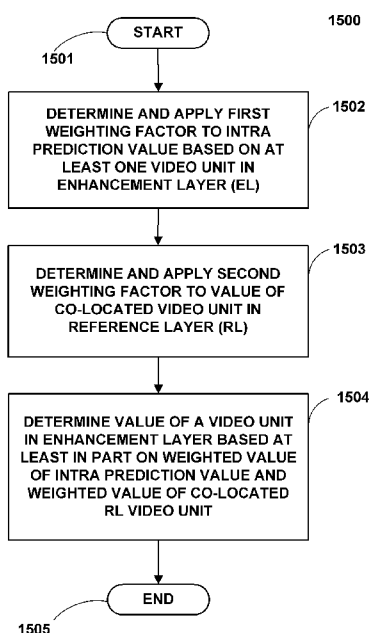 1500
START
1501
DETERMINE AND APPLY FIRST
WEIGHTING FACTOR TO INTRA
PREDICTION VALUE BASED ON AT
LEAST ONE VIDEO UNIT IN
ENHANCEMENT LAYER (EL)
1502
DETERMINE AND APPLY SECOND
WEIGHTING FACTOR TO VALUE OF
CO-LOCATED VIDEO UNIT IN
REFERENCE LAYER (RL)
1503
DETERMINE VALUE OF A VIDEO UNIT
IN ENHANCEMENT LAYER BASED AT
LEAST IN PART ON WEIGHTED VALUE
OF INTRA PREDICTION VALUE AND
WEIGHTED VALUE OF CO-LOCATED
RL VIDEO UNIT
1504
END
1505